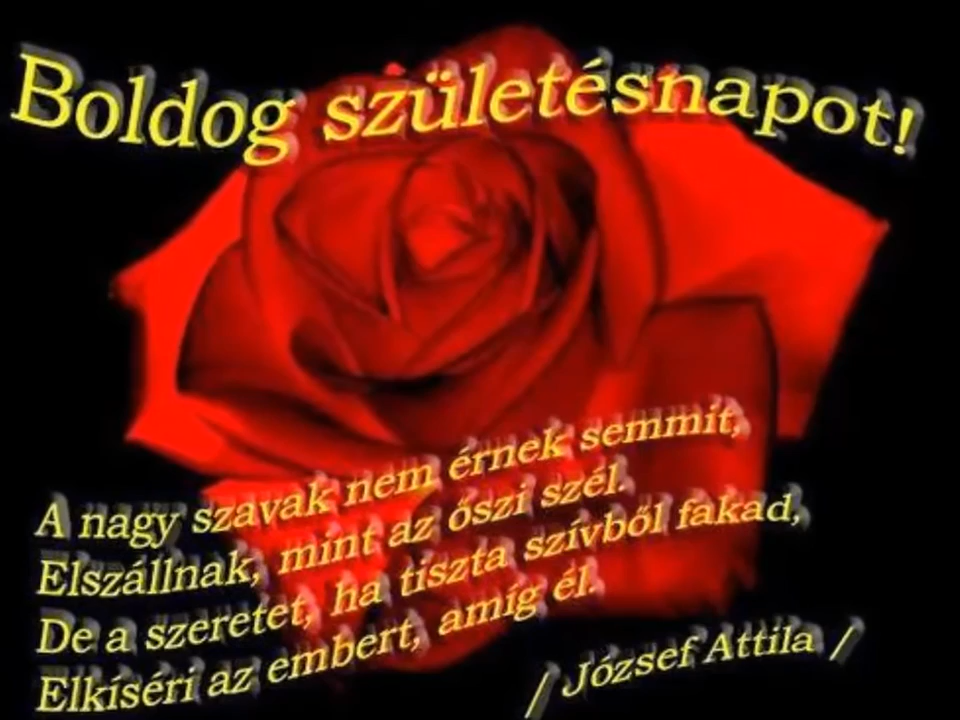 Boldog születésnapot!
A nagy szavak nem érnek semmit,
Elszállnak, mint az őszi szél.
De a szeretet, ha tiszta szívből fakad,
Elkíséri az embert, amíg él.
/ József Attila /